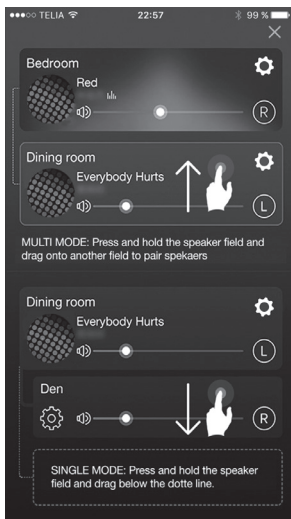 TELIA 22:57 99 %
Bedroom
Red
R
Dining room
Everybody Hurts
L
MULTI MODE: Press and hold the speaker field and
drag onto another field to pair spekaers
Dining room
Everybody Hurts
L
Den
R
SINGLE MODE: Press and hold the speaker
field and drag below the dotte line.